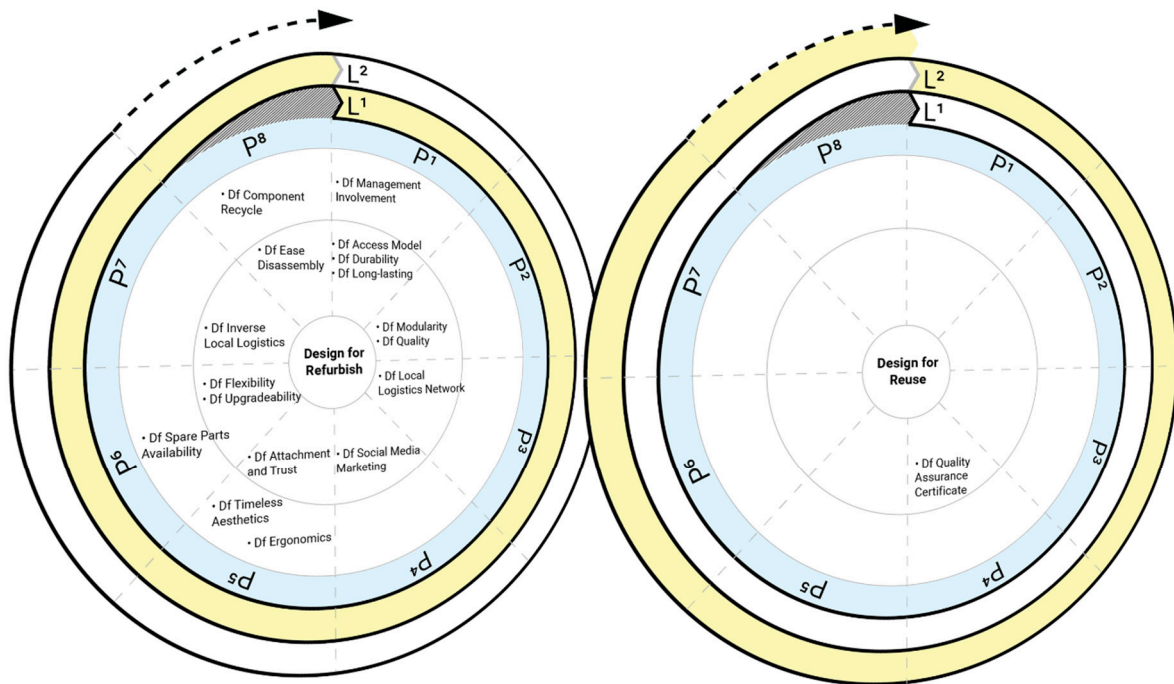 L²
L¹
P⁸
P¹
P²
P³
P⁴
P⁵
P⁶
P⁷
• Df Component
Recycle
• Df Management
Involvement
• Df Ease
Disassembly
• Df Access Model
• Df Durability
• Df Long-lasting
• Df Inverse
Local Logistics
• Df Modularity
• Df Quality
Design for
Refurbish
• Df Flexibility
• Df Upgradeability
• Df Local
Logistics Network
• Df Spare Parts
Availability
• Df Attachment
and Trust
• Df Social Media
Marketing
• Df Timeless
Aesthetics
• Df Ergonomics
L²
L¹
P⁸
P¹
P²
P³
P⁴
P⁵
P⁶
P⁷
Design for
Reuse
• Df Quality
Assurance
Certificate